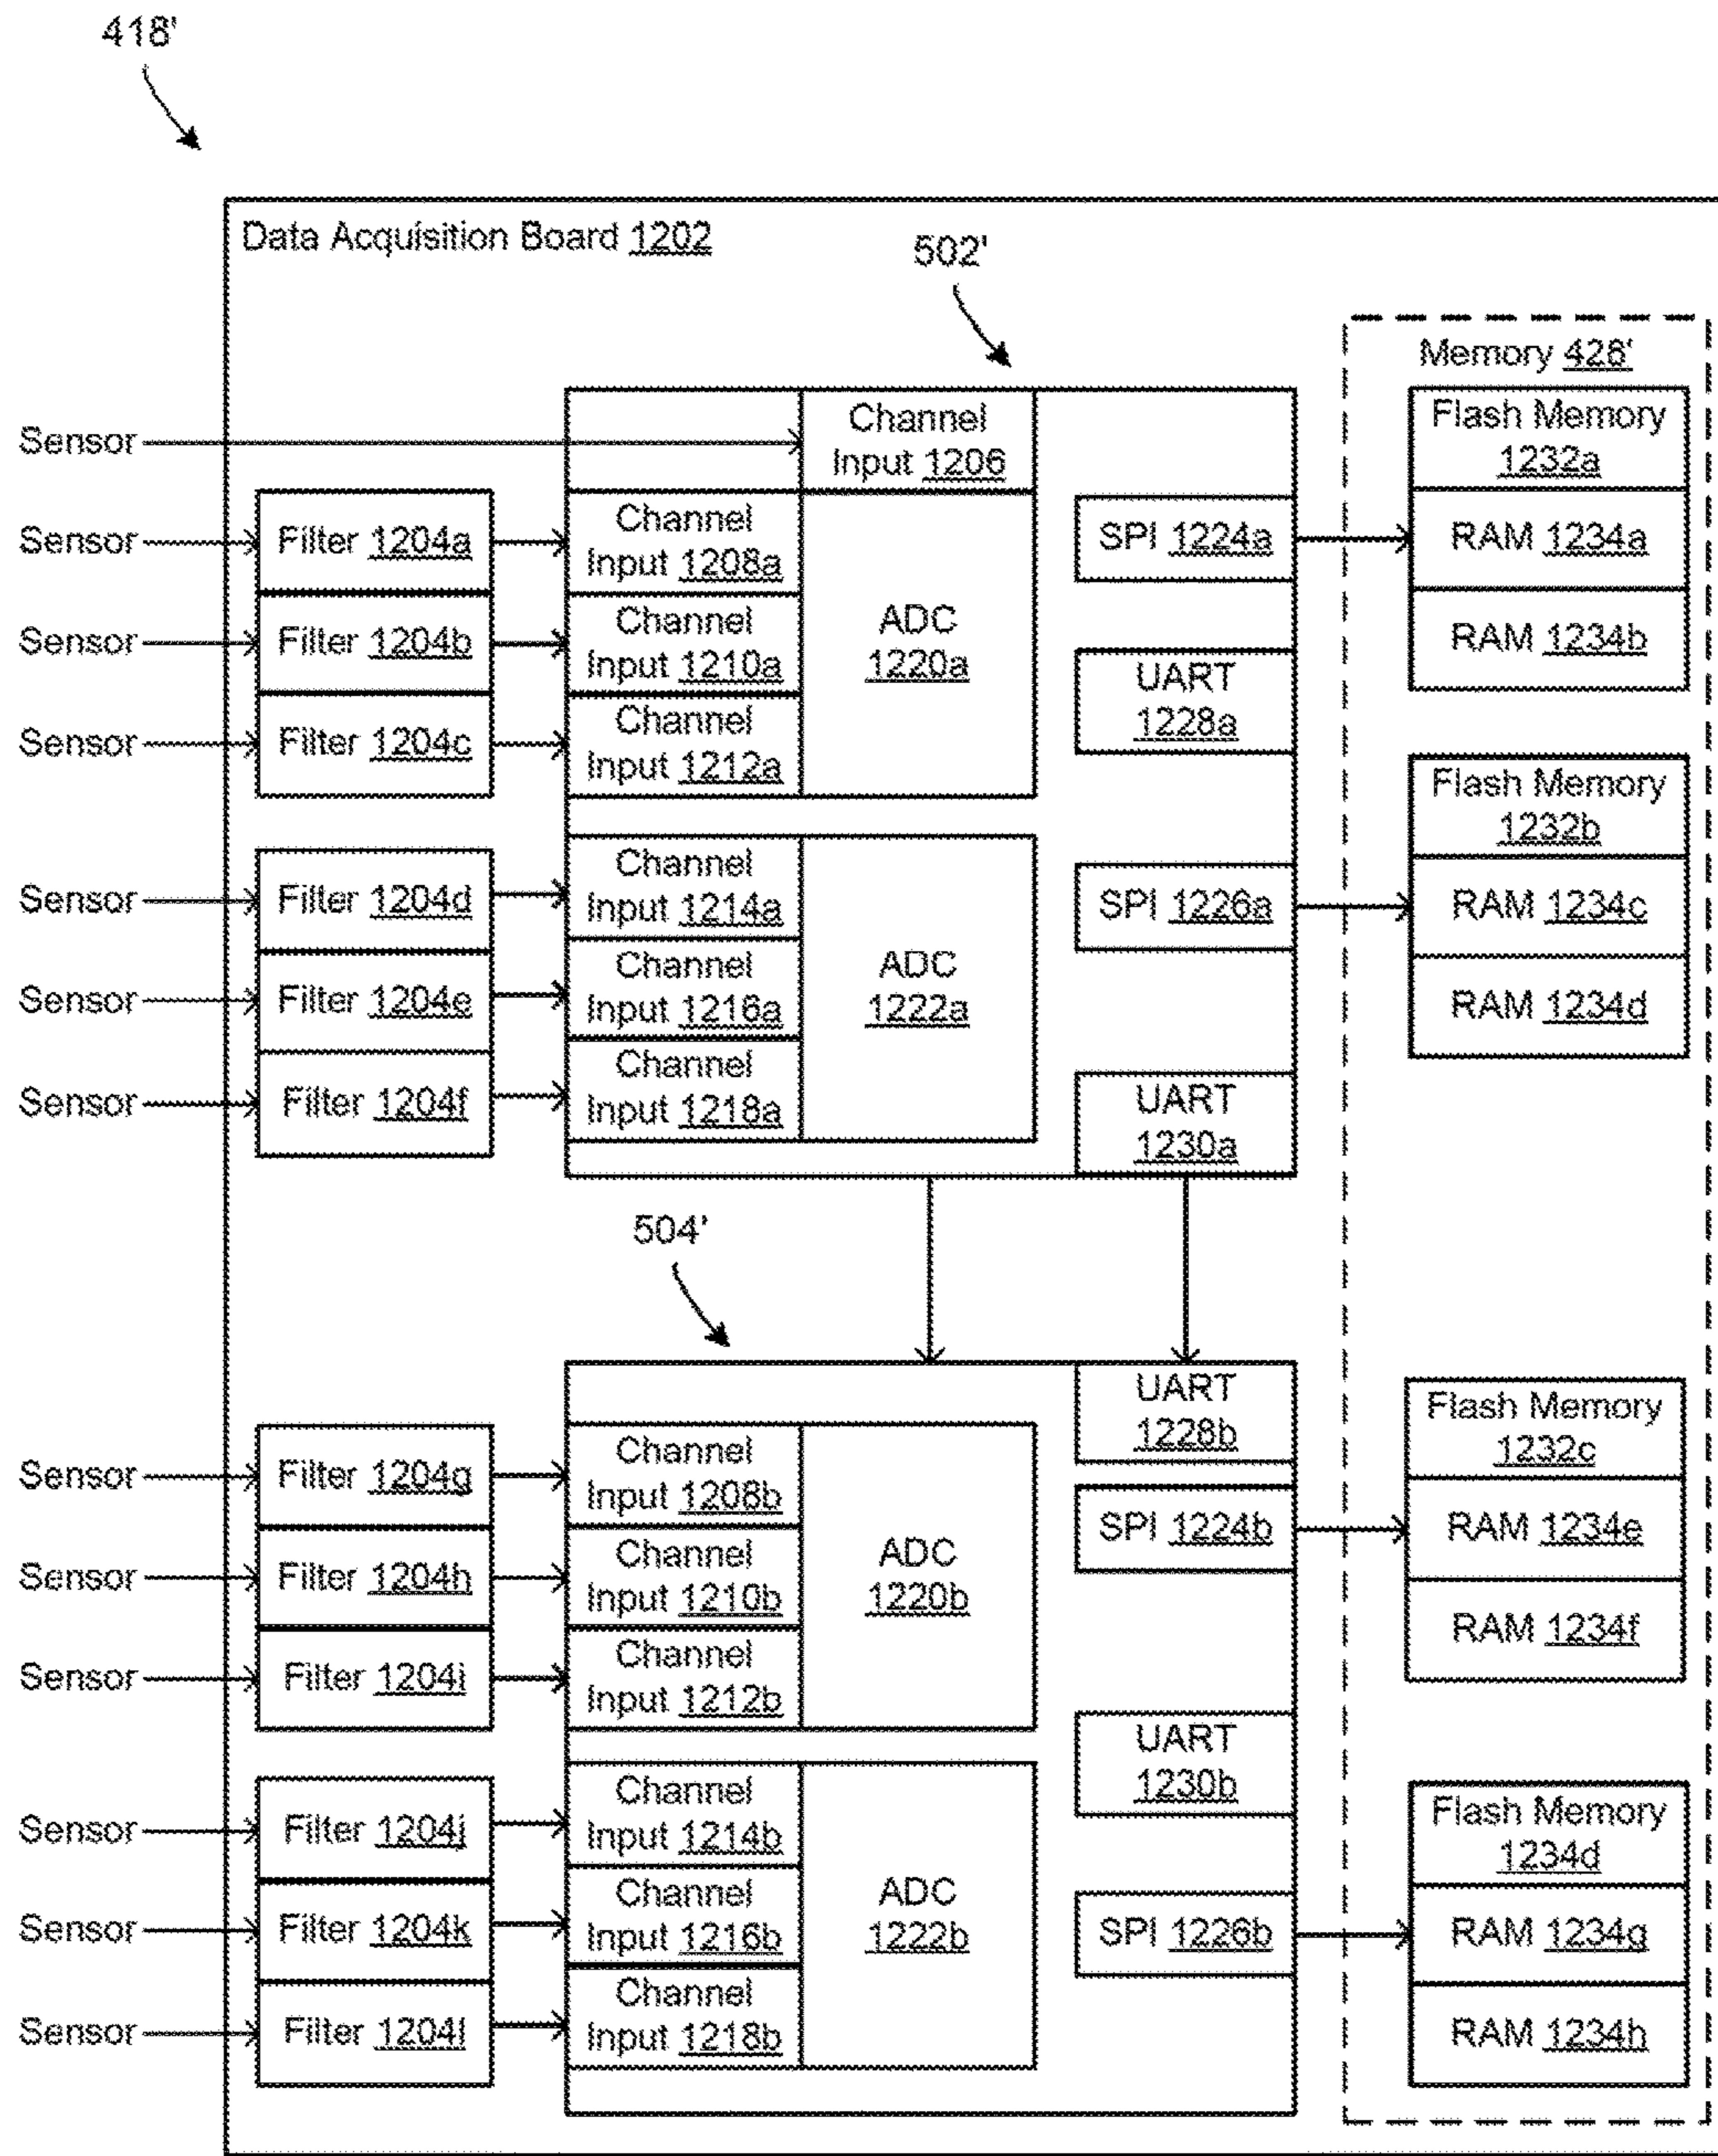 418'
Data Acquisition Board 1202
502'
Memory 428'
Sensor
Channel
Input 1206
Flash Memory
1232a
Sensor
Filter 1204a
Channel
Input 1208a
SPI 1224a
RAM 1234a
Sensor
Filter 1204b
Channel
Input 1210a
ADC
1220a
UART
1228a
RAM 1234b
Sensor
Filter 1204c
Channel
Input 1212a
Flash Memory
1232b
Sensor
Filter 1204d
Channel
Input 1214a
SPI 1226a
RAM 1234c
Sensor
Filter 1204e
Channel
Input 1216a
ADC
1222a
RAM 1234d
Sensor
Filter 1204f
Channel
Input 1218a
UART
1230a
504'
UART
1228b
Flash Memory
1232c
Sensor
Filter 1204g
Channel
Input 1208b
SPI 1224b
RAM 1234e
Sensor
Filter 1204h
Channel
Input 1210b
ADC
1220b
RAM 1234f
Sensor
Filter 1204i
Channel
Input 1212b
UART
1230b
Sensor
Filter 1204j
Channel
Input 1214b
Flash Memory
1234d
Sensor
Filter 1204k
Channel
Input 1216b
ADC
1222b
SPI 1226b
RAM 1234g
Sensor
Filter 1204l
Channel
Input 1218b
RAM 1234h